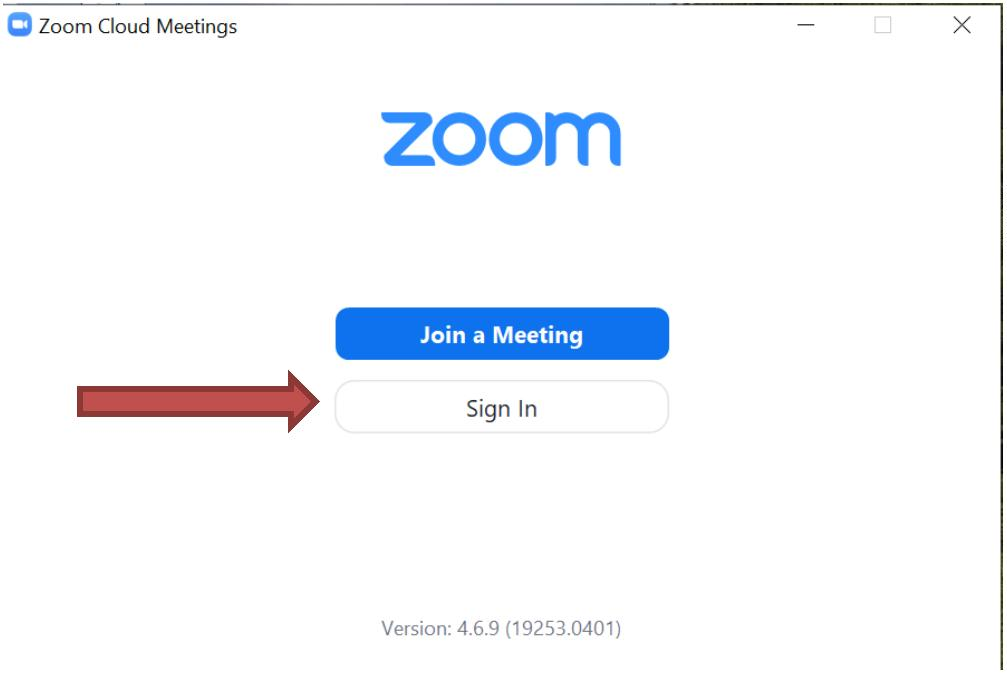 Zoom Cloud Meetings
zoom
Join a Meeting
Sign In
Version: 4.6.9 (19253.0401)